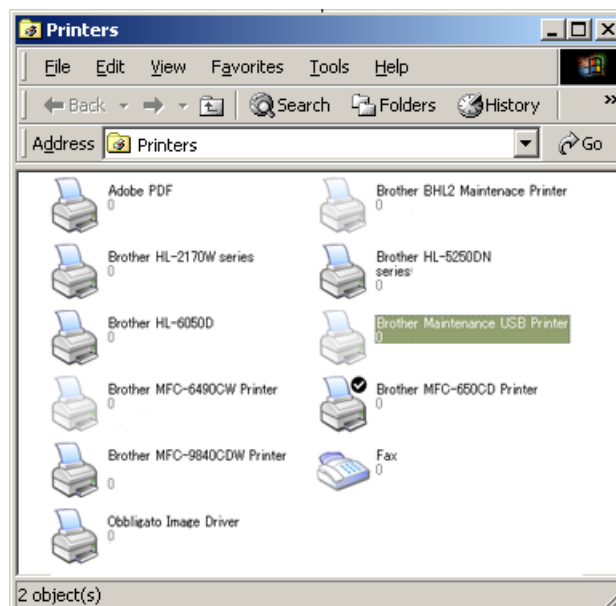 Printers
File Edit View Favorites Tools Help
Back Search Folders History »
Address Printers Go
Adobe PDF
0
Brother BHL2 Maintenace Printer
0
Brother HL-2170W series
0
Brother HL-5250DN
series
0
Brother HL-6050D
0
Brother Maintenance USB Printer
0
Brother MFC-6490CW Printer
0
Brother MFC-650CD Printer
0
Brother MFC-9840CDW Printer
0
Fax
0
Obbligato Image Driver
0
2 object(s)